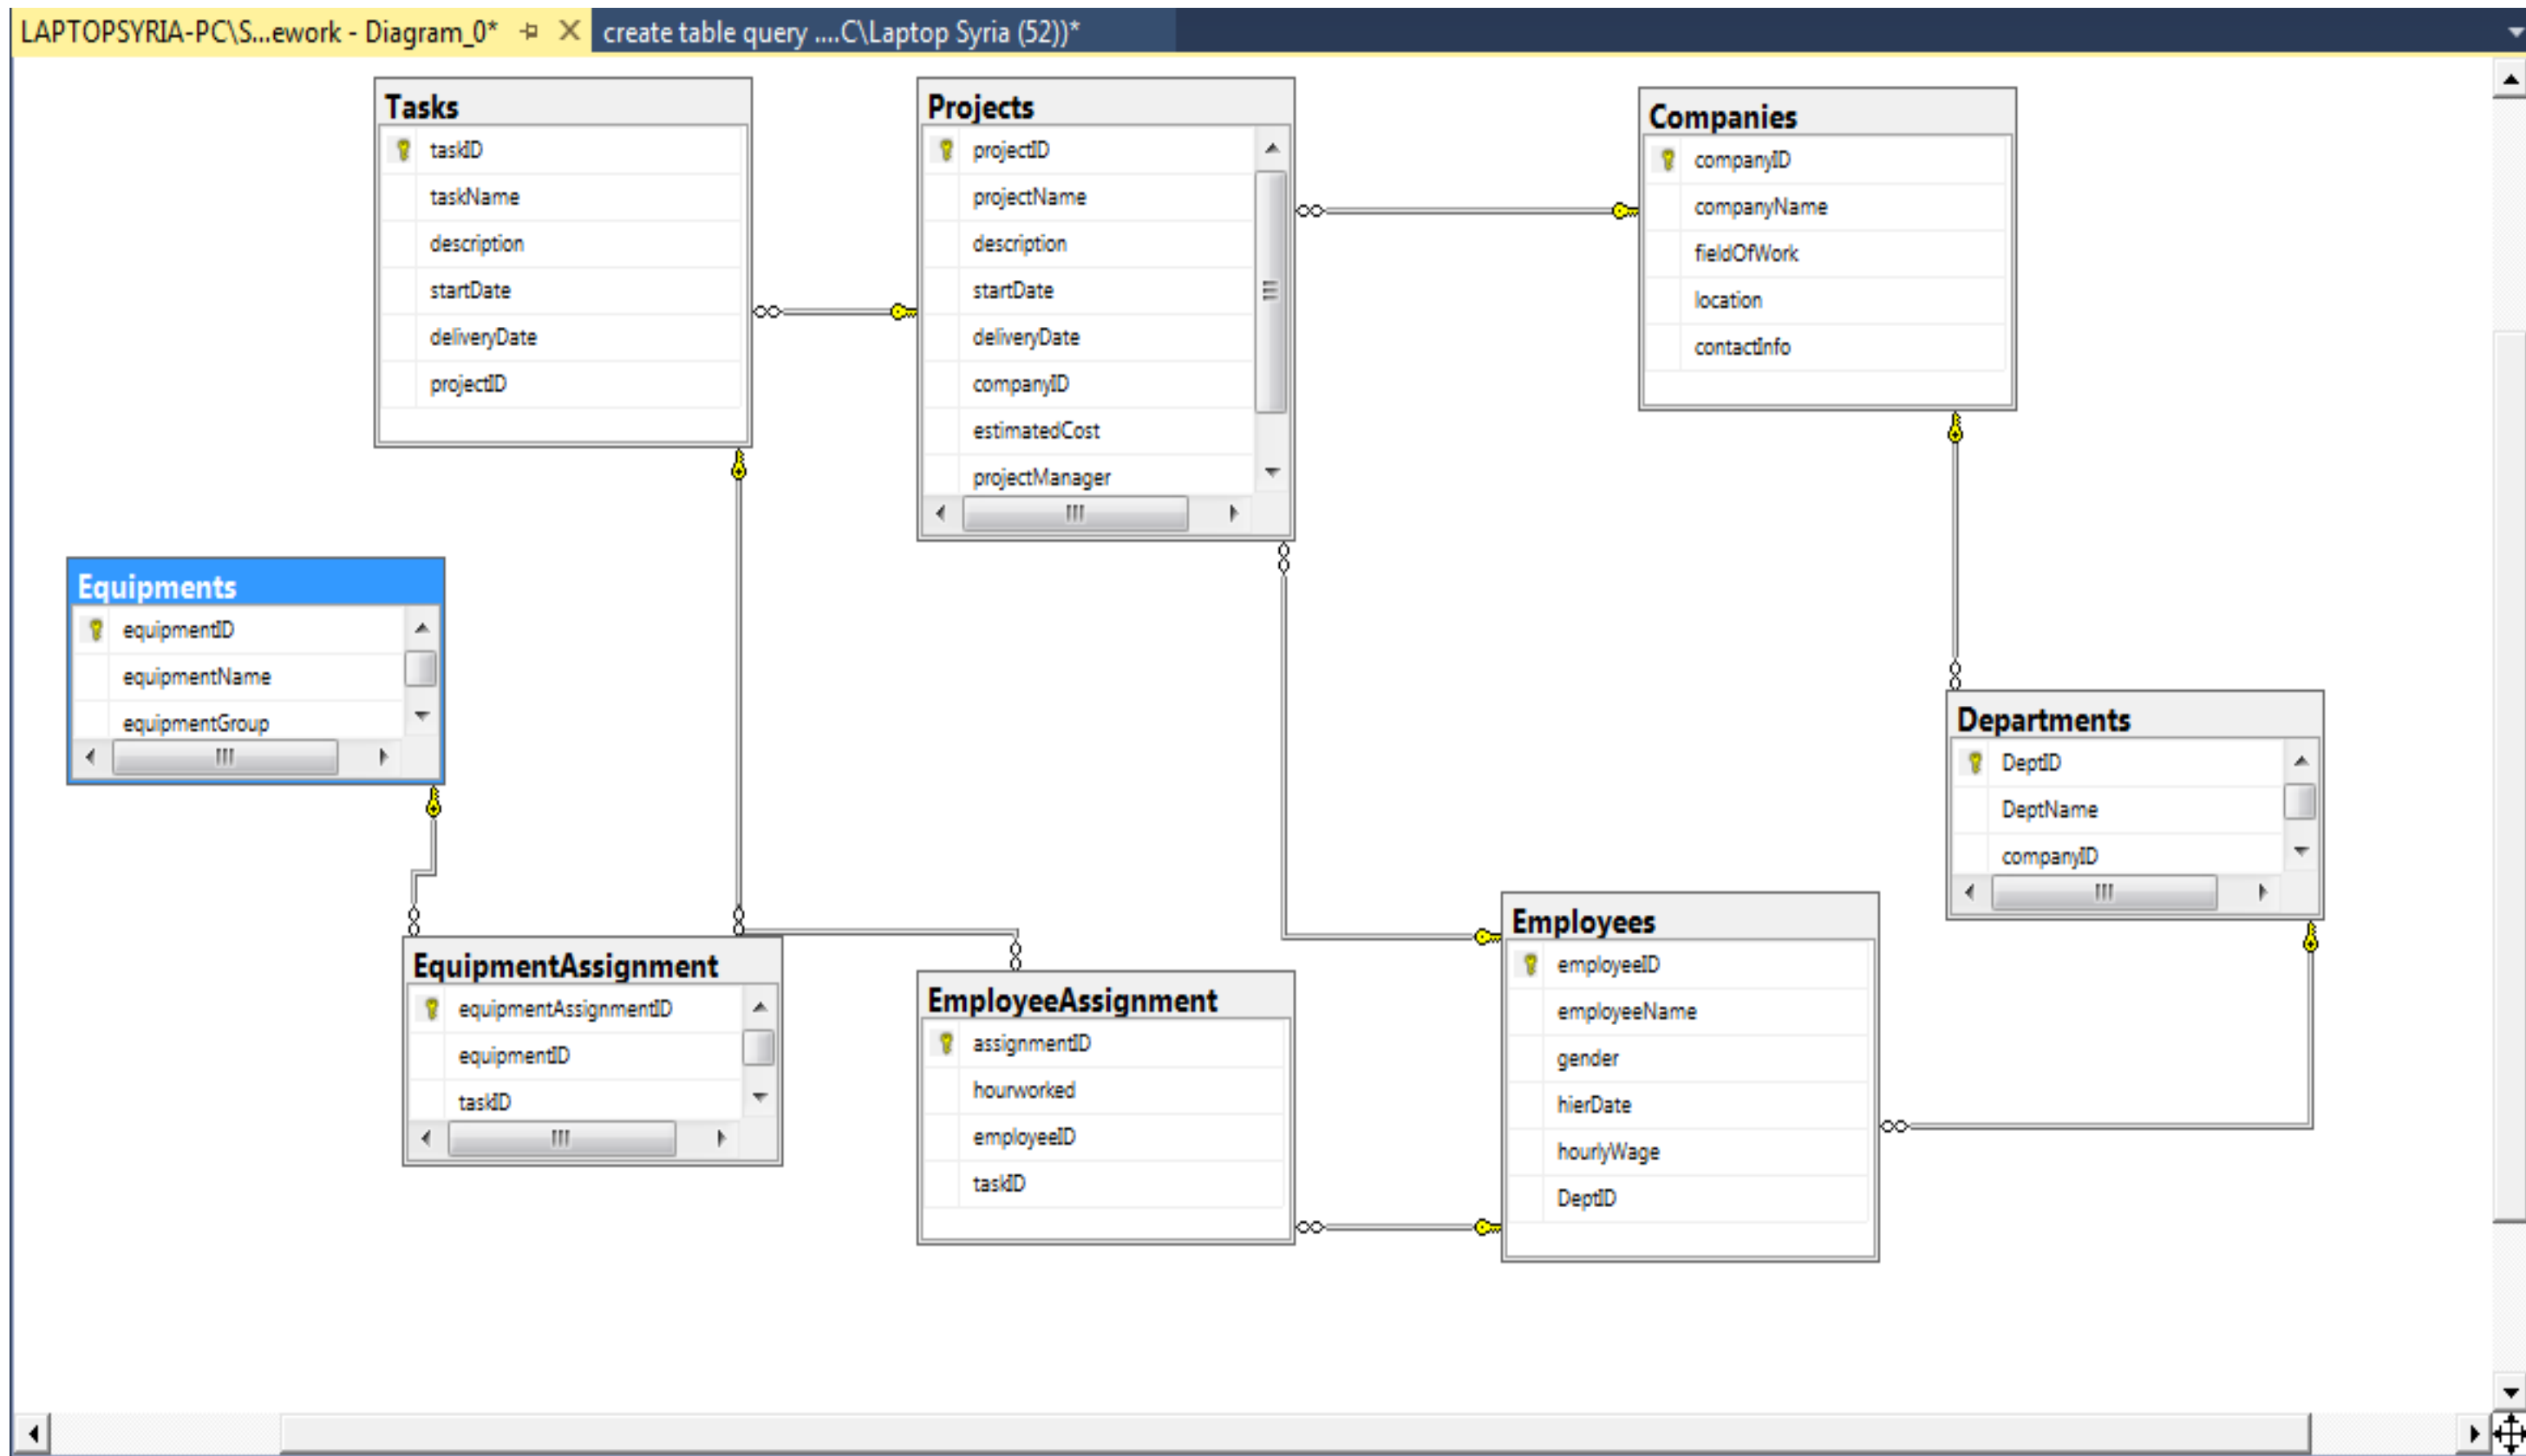 LAPTOPSYRIA-PC\S...ework - Diagram_0*
create table query ....C\Laptop Syria (52))*
Tasks
taskID
taskName
description
startDate
deliveryDate
projectID
Projects
projectID
projectName
description
startDate
deliveryDate
companyID
estimatedCost
projectManager
Companies
companyID
companyName
fieldOfWork
location
contactInfo
Equipments
equipmentID
equipmentName
equipmentGroup
Departments
DeptID
DeptName
companyID
EquipmentAssignment
equipmentAssignmentID
equipmentID
taskID
EmployeeAssignment
assignmentID
hourworked
employeeID
taskID
Employees
employeeID
employeeName
gender
hierDate
hourlyWage
DeptID